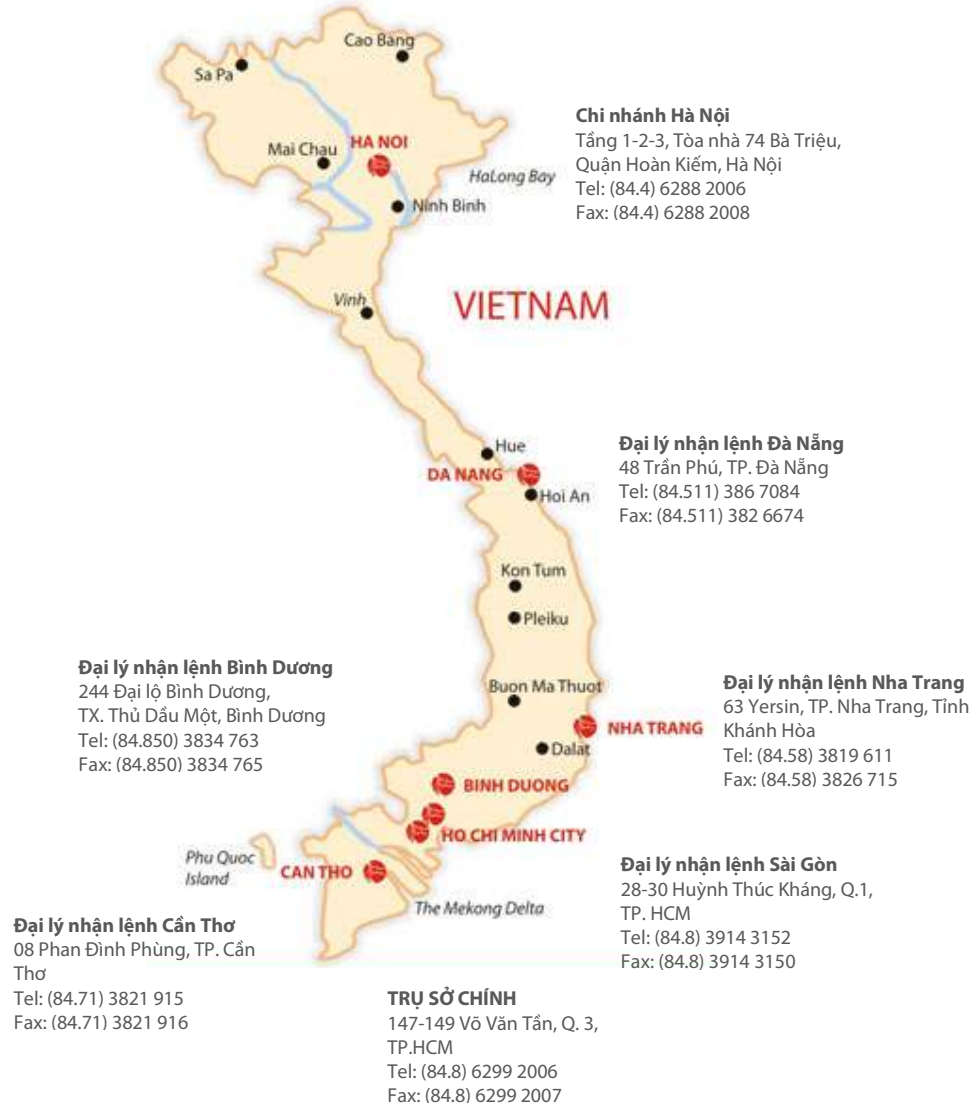 Cao Bang
Sa Pa
HA NOI
Mai Chau
HaLong Bay
Ninh Binh
Chi nhánh Hà Nội
Tầng 1-2-3, Tòa nhà 74 Bà Triệu,
Quận Hoàn Kiếm, Hà Nội
Tel: (84.4) 6288 2006
Fax: (84.4) 6288 2008
Vinh
VIETNAM
Hue
DA NANG
Hoi An
Đại lý nhận lệnh Đà Nẵng
48 Trần Phú, TP. Đà Nẵng
Tel: (84.511) 386 7084
Fax: (84.511) 382 6674
Kon Tum
Pleiku
Buon Ma Thuot
NHA TRANG
Dalat
Đại lý nhận lệnh Bình Dương
244 Đại lộ Bình Dương,
TX. Thủ Dầu Một, Bình Dương
Tel: (84.850) 3834 763
Fax: (84.850) 3834 765
Đại lý nhận lệnh Nha Trang
63 Yersin, TP. Nha Trang, Tỉnh
Khánh Hòa
Tel: (84.58) 3819 611
Fax: (84.58) 3826 715
BINH DUONG
HO CHI MINH CITY
Phu Quoc
Island
CAN THO
The Mekong Delta
Đại lý nhận lệnh Sài Gòn
28-30 Huỳnh Thúc Kháng, Q.1,
TP. HCM
Tel: (84.8) 3914 3152
Fax: (84.8) 3914 3150
Đại lý nhận lệnh Cần Thơ
08 Phan Đình Phùng, TP. Cần
Thơ
Tel: (84.71) 3821 915
Fax: (84.71) 3821 916
TRỤ SỞ CHÍNH
147-149 Võ Văn Tần, Q. 3,
TP.HCM
Tel: (84.8) 6299 2006
Fax: (84.8) 6299 2007